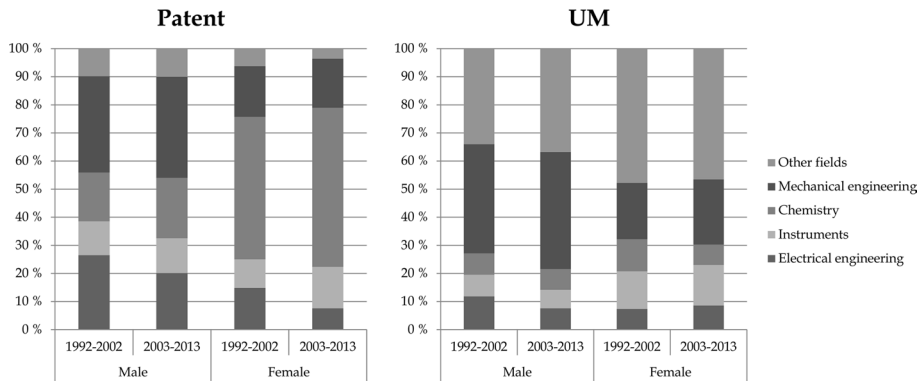 Patent
100 %
90 %
80 %
70 %
60 %
50 %
40 %
30 %
20 %
10 %
0 %
1992-2002 2003-2013 1992-2002 2003-2013
Male Female
UM
100 %
90 %
80 %
70 %
60 %
50 %
40 %
30 %
20 %
10 %
0 %
1992-2002 2003-2013 1992-2002 2003-2013
Male Female
Other fields
Mechanical engineering
Chemistry
Instruments
Electrical engineering